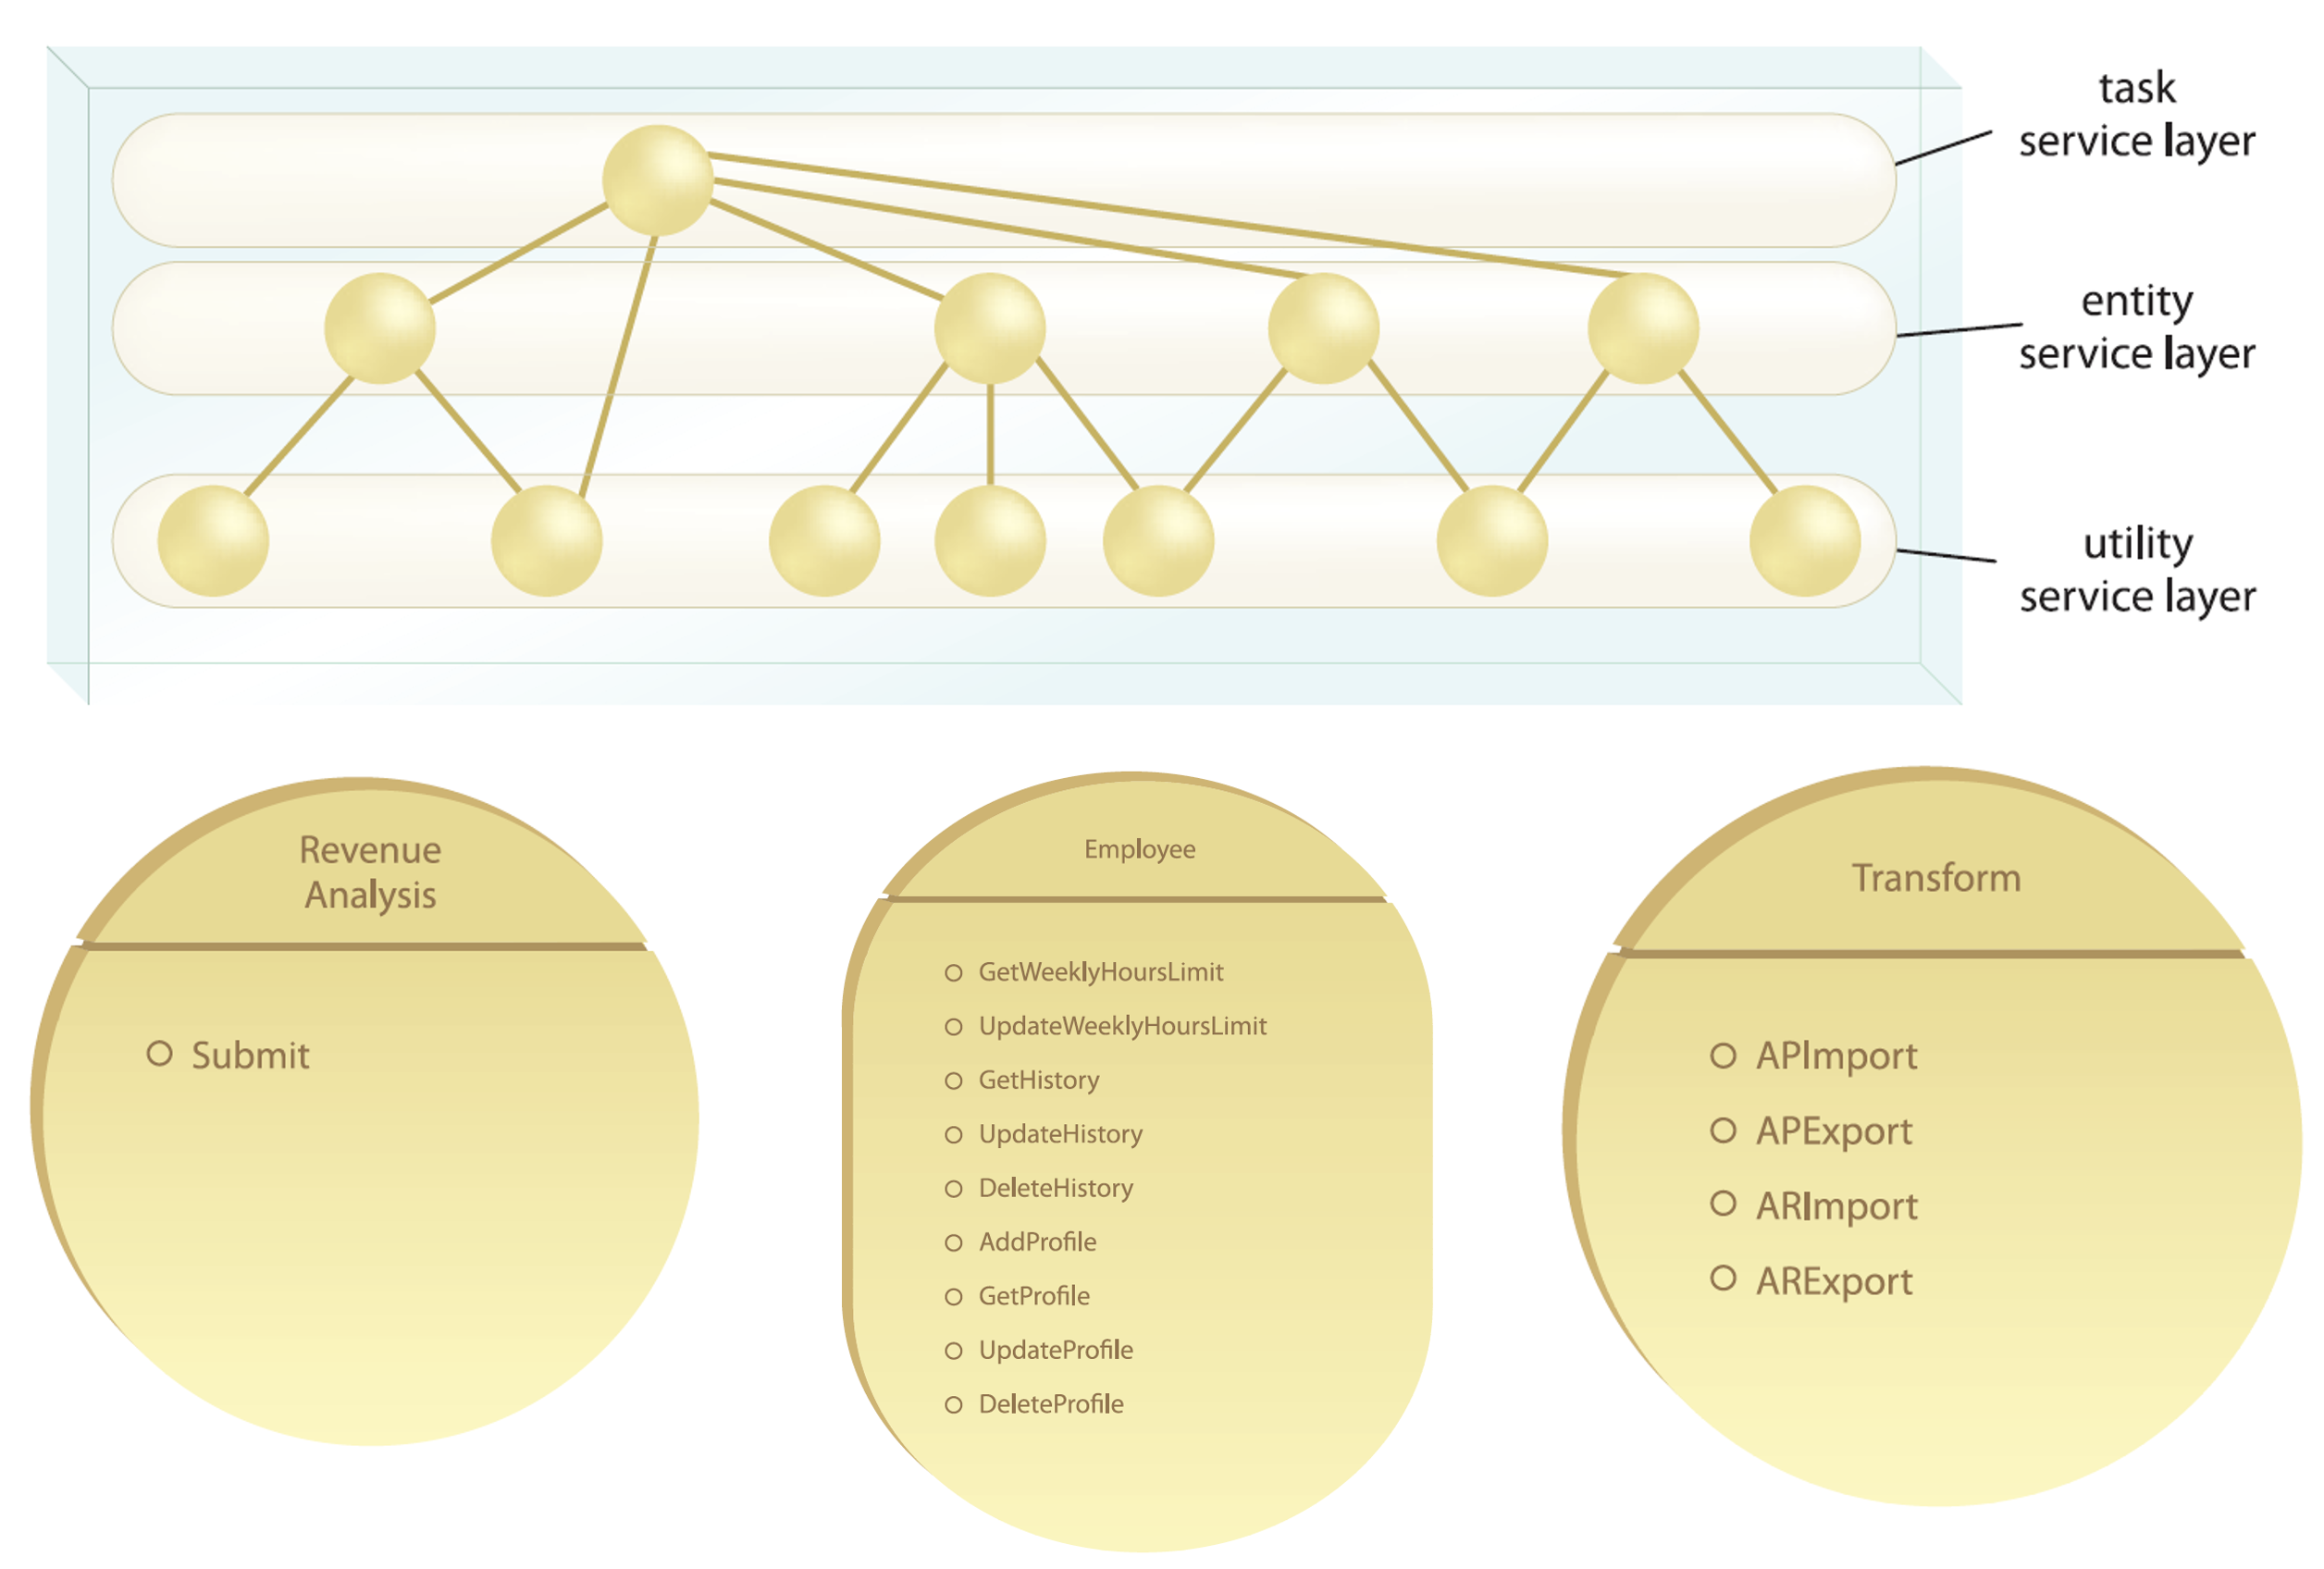 task
service layer
entity
service layer
utility
service layer
Revenue
Analysis
Submit
Employee
GetWeeklyHoursLimit
UpdateWeeklyHoursLimit
GetHistory
UpdateHistory
DeleteHistory
AddProfile
GetProfile
UpdateProfile
DeleteProfile
Transform
APImport
APExport
ARImport
ARExport